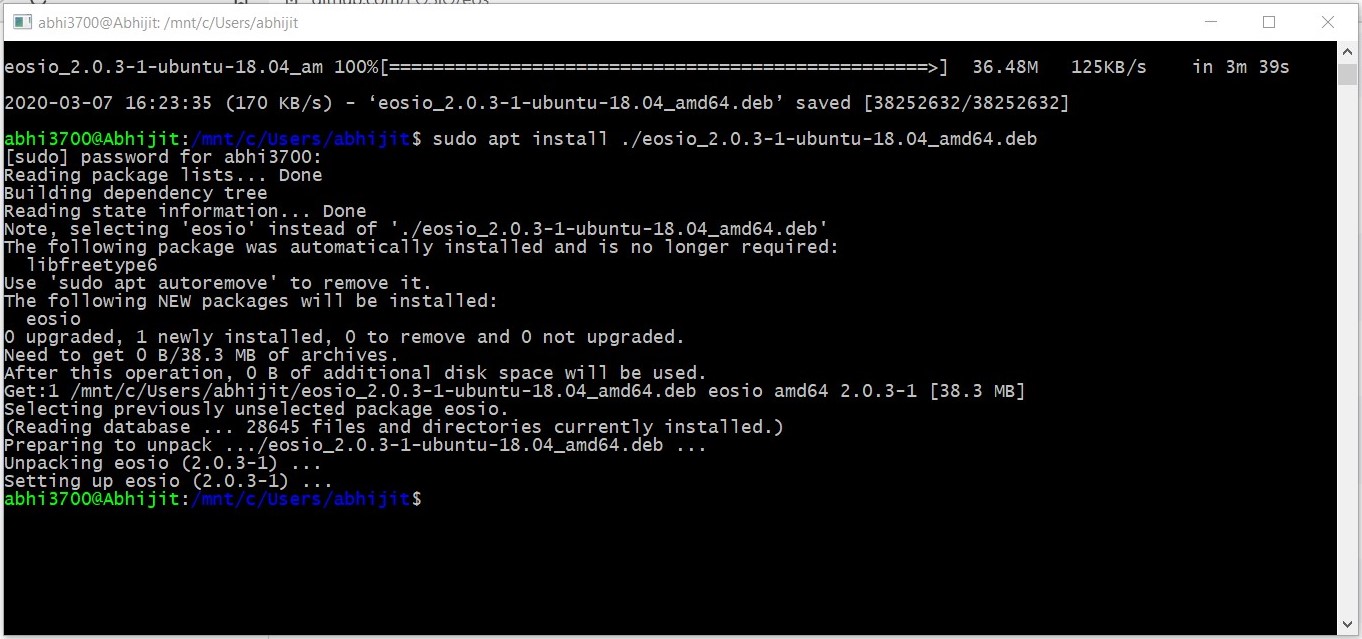 abhi3700@Abhijit: /mnt/c/Users/abhijit
eosio_2.0.3-1-ubuntu-18.04_am 100%[=================================================>]  36.48M   125KB/s    in 3m 39s
2020-03-07 16:23:35 (170 KB/s) - ‘eosio_2.0.3-1-ubuntu-18.04_amd64.deb’ saved [38252632/38252632]
abhi3700@Abhijit:/mnt/c/Users/abhijit$ sudo apt install ./eosio_2.0.3-1-ubuntu-18.04_amd64.deb
[sudo] password for abhi3700:
Reading package lists... Done
Building dependency tree
Reading state information... Done
Note, selecting 'eosio' instead of './eosio_2.0.3-1-ubuntu-18.04_amd64.deb'
The following package was automatically installed and is no longer required:
  libfreetype6
Use 'sudo apt autoremove' to remove it.
The following NEW packages will be installed:
  eosio
0 upgraded, 1 newly installed, 0 to remove and 0 not upgraded.
Need to get 0 B/38.3 MB of archives.
After this operation, 0 B of additional disk space will be used.
Get:1 /mnt/c/Users/abhijit/eosio_2.0.3-1-ubuntu-18.04_amd64.deb eosio amd64 2.0.3-1 [38.3 MB]
Selecting previously unselected package eosio.
(Reading database ... 28645 files and directories currently installed.)
Preparing to unpack .../eosio_2.0.3-1-ubuntu-18.04_amd64.deb ...
Unpacking eosio (2.0.3-1) ...
Setting up eosio (2.0.3-1) ...
abhi3700@Abhijit:/mnt/c/Users/abhijit$